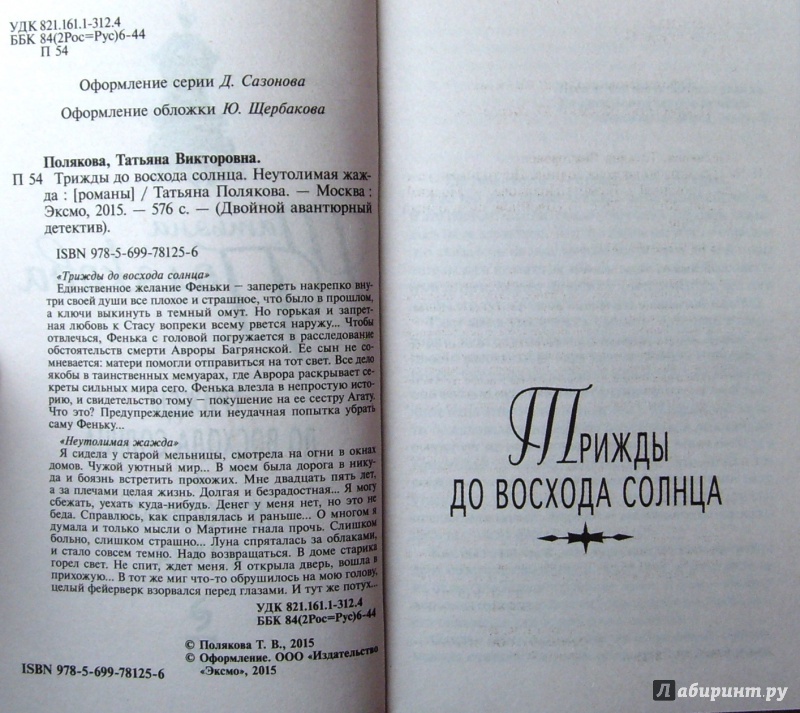 УДК 821.161.1-312.4
ББК 84(2Рос=Рус)6-44
П 54
Оформление серии Д. Сазонова
Оформление обложки Ю. Щербакова
Полякова, Татьяна Викторовна.
П 54 Трижды до восхода солнца. Неутолимая жаж-
да : [романы] / Татьяна Полякова. — Москва :
Эксмо, 2015. — 576 с. — (Двойной авантюрный
детектив).
ISBN 978-5-699-78125-6
«Трижды до восхода солнца»
Единственное желание Феньки — запереть накрепко вну-
три своей души все плохое и страшное, что было в прошлом,
а ключи выкинуть в темный омут. Но горькая и запрет-
ная любовь к Стасу вопреки всему рвется наружу... Чтобы
отвлечься, Фенька с головой погружается в расследование
обстоятельств смерти Авроры Багрянской. Ее сын не со-
мневается: матери помогли отправиться на тот свет. Все дело
якобы в таинственных мемуарах, где Аврора раскрывает се-
креты сильных мира сего. Фенька влезла в непростую исто-
рию, и свидетельство тому — покушение на ее сестру Агату.
Что это? Предупреждение или неудачная попытка убрать
саму Феньку...
«Неутолимая жажда»
Я сидела у старой мельницы, смотрела на огни в окнах
домов. Чужой уютный мир... В моем была дорога в нику-
да и боязнь встретить прохожих. Мне двадцать пять лет,
а за плечами целая жизнь. Долгая и безрадостная... Я могу
сбежать, уехать куда-нибудь. Денег у меня нет, но это не
беда. Справлюсь, как справлялась и раньше... О многом я
думала и только мысли о Мартине гнала прочь. Слишком
больно, слишком страшно... Луна спряталась за облаками,
и стало совсем темно. Надо возвращаться. В доме старика
горел свет. Не спит, ждет меня. Я открыла дверь, вошла в
прихожую... В тот же миг что-то обрушилось на мою голову,
целый фейерверк взорвался перед глазами. И тут же потух...
УДК 821.161.1-312.4
ББК 84(2Рос=Рус)6-44
© Полякова Т. В., 2015
© Оформление. ООО «Издательство
«Эксмо», 2015
ISBN 978-5-699-78125-6
Трижды
до восхода солнца
Лабиринт.ру